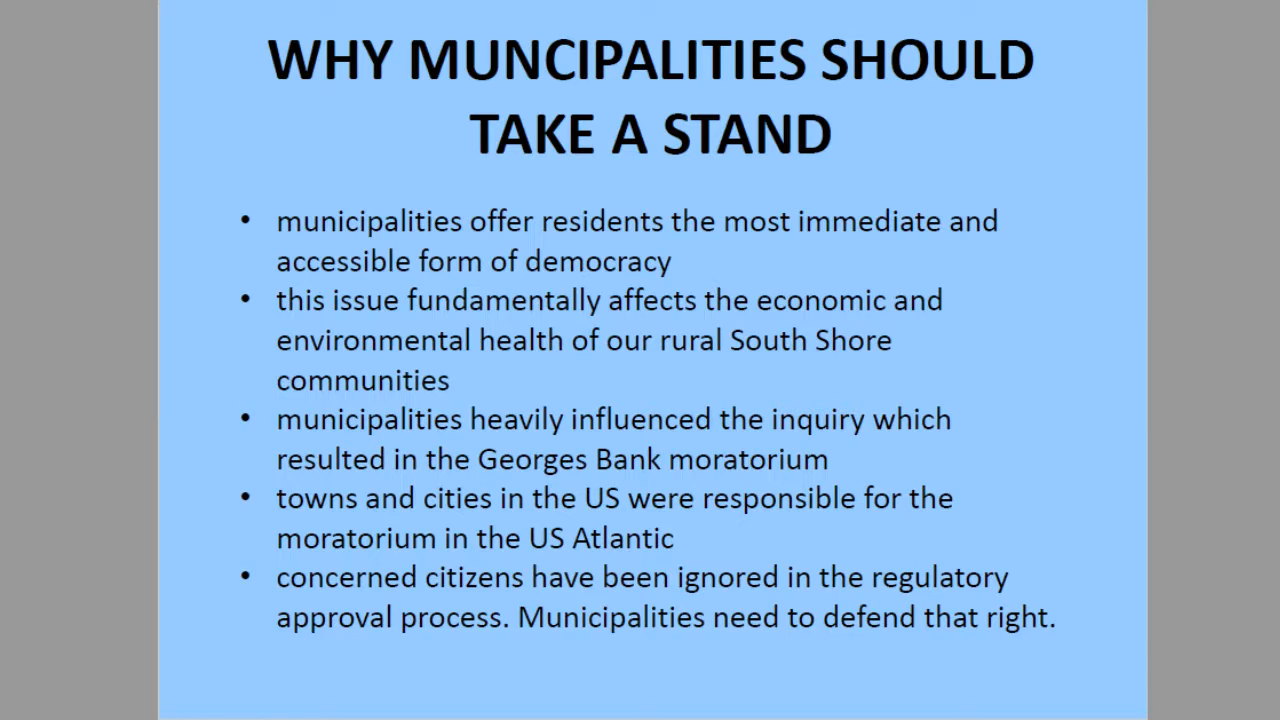 WHY MUNCIPALITIES SHOULD
TAKE A STAND
• municipalities offer residents the most immediate and
accessible form of democracy
• this issue fundamentally affects the economic and
environmental health of our rural South Shore
communities
• municipalities heavily influenced the inquiry which
resulted in the Georges Bank moratorium
• towns and cities in the US were responsible for the
moratorium in the US Atlantic
• concerned citizens have been ignored in the regulatory
approval process. Municipalities need to defend that right.